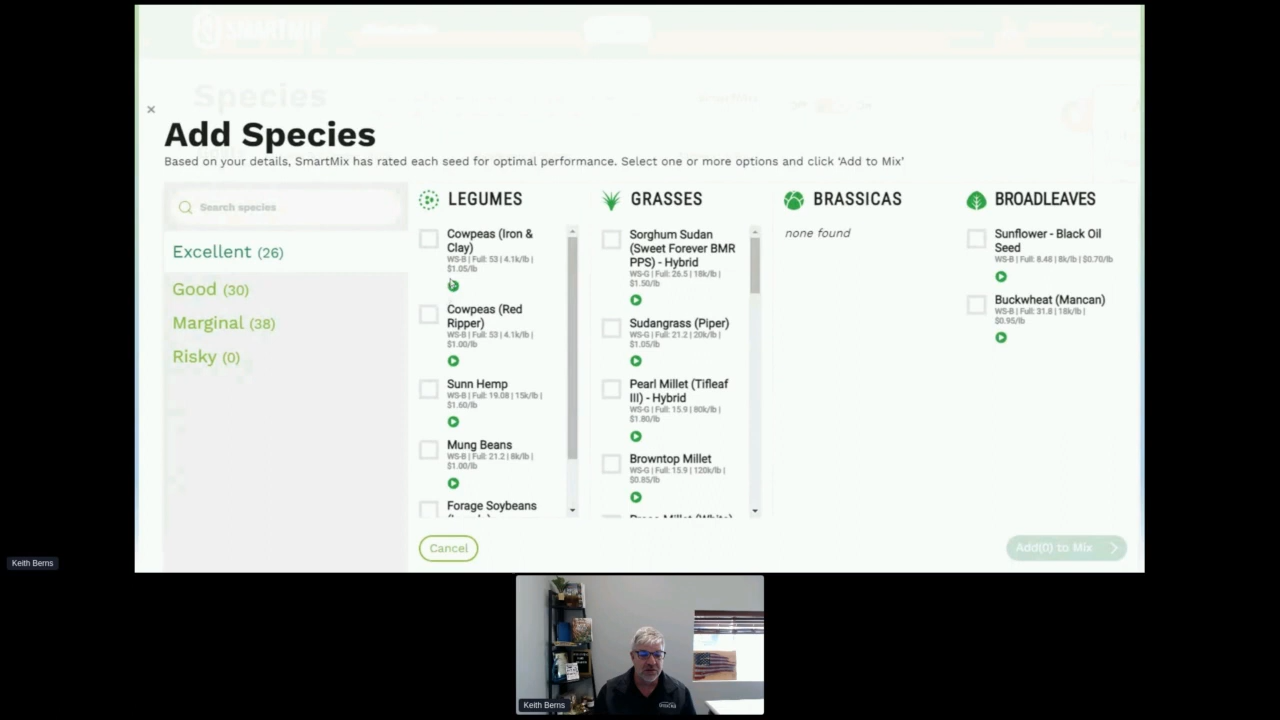 SMARTMIX
Species
×
Add Species
Based on your details, SmartMix has rated each seed for optimal performance. Select one or more options and click ‘Add to Mix’
Search species
Excellent (26)
Good (30)
Marginal (38)
Risky (0)
LEGUMES
Cowpeas (Iron &
Clay)
WS-B | Full: 53 | 4.1k/lb |
$1.05/lb
Cowpeas (Red
Ripper)
WS-B | Full: 53 | 4.1k/lb |
$1.00/lb
Sunn Hemp
WS-B | Full: 19.08 | 15k/lb |
$1.60/lb
Mung Beans
WS-B | Full: 21.2 | 8k/lb |
$1.00/lb
Forage Soybeans
GRASSES
Sorghum Sudan
(Sweet Forever BMR
PPS) - Hybrid
WS-G | Full: 26.5 | 18k/lb |
$1.50/lb
Sudangrass (Piper)
WS-G | Full: 21.2 | 20k/lb |
$1.05/lb
Pearl Millet (Tifleaf
III) - Hybrid
WS-G | Full: 15.9 | 80k/lb |
$1.80/lb
Browntop Millet
WS-G | Full: 15.9 | 120k/lb |
$0.85/lb
Proso Millet (White)
BRASSICAS
none found
BROADLEAVES
Sunflower - Black Oil
Seed
WS-B | Full: 8.48 | 8k/lb | $0.70/lb
Buckwheat (Mancan)
WS-B | Full: 31.8 | 18k/lb |
$0.95/lb
Cancel
Add(0) to Mix
Keith Berns
Keith Berns